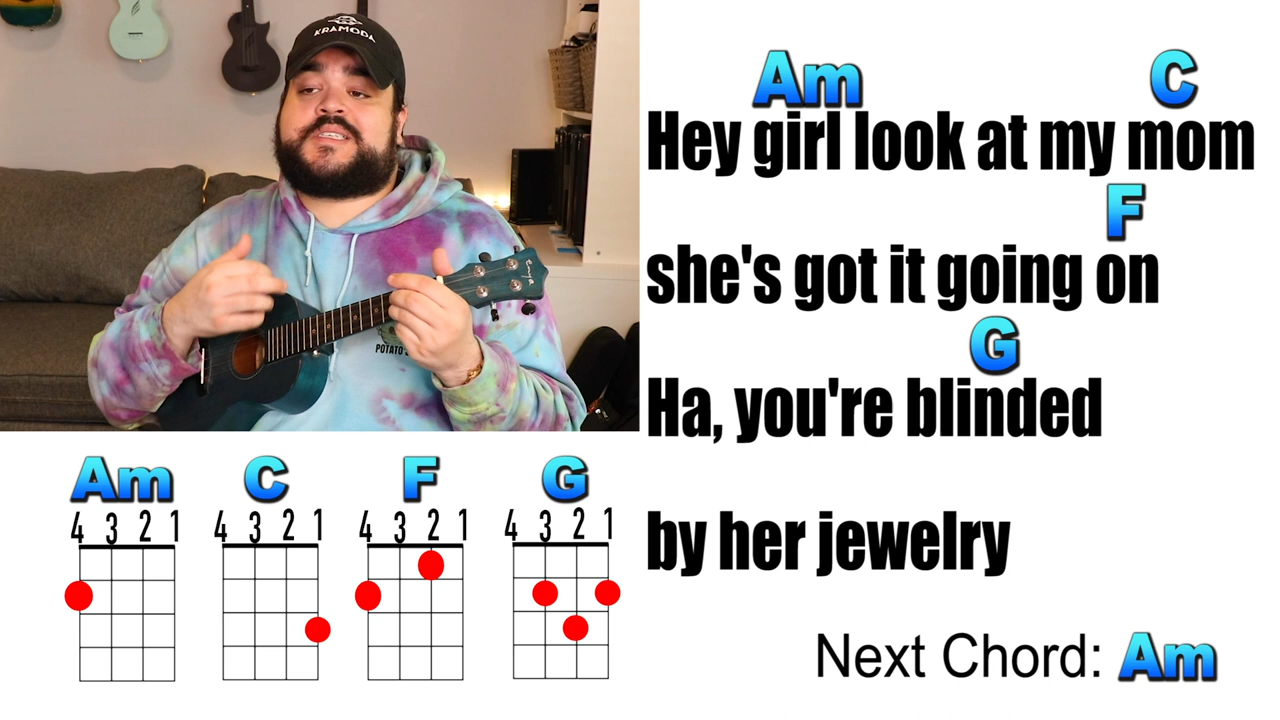 KRAMODA
enya
POTATO
Am C
Hey girl look at my mom
F
she's got it going on
G
Ha, you're blinded
by her jewelry
Next Chord: Am
Am C F G
4 3 2 1 4 3 2 1 4 3 2 1 4 3 2 1